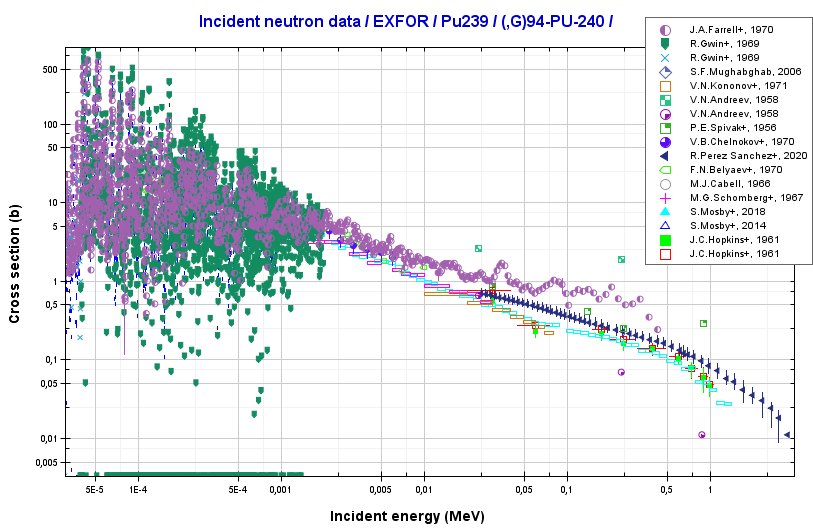 Incident neutron data / EXFOR / Pu239 / (,G)94-PU-240 /
J.A.Farrell+, 1970
R.Gwin+, 1969
R.Gwin+, 1969
S.F.Mughabghab, 2006
V.N.Kononov+, 1971
V.N.Andreev, 1958
V.N.Andreev, 1958
P.E.Spivak+, 1956
V.B.Chelnokov+, 1970
R.Perez Sanchez+, 2020
F.N.Belyaev+, 1970
M.J.Cabell, 1966
M.G.Schomberg+, 1967
S.Mosby+, 2018
S.Mosby+, 2014
J.C.Hopkins+, 1961
J.C.Hopkins+, 1961
Cross section (b)
500
100
50
10
5
1
0,5
0,1
0,05
0,01
0,005
5E-5 1E-4 5E-4 0,001 0,005 0,01 0,05 0,1 0,5 1
Incident energy (MeV)